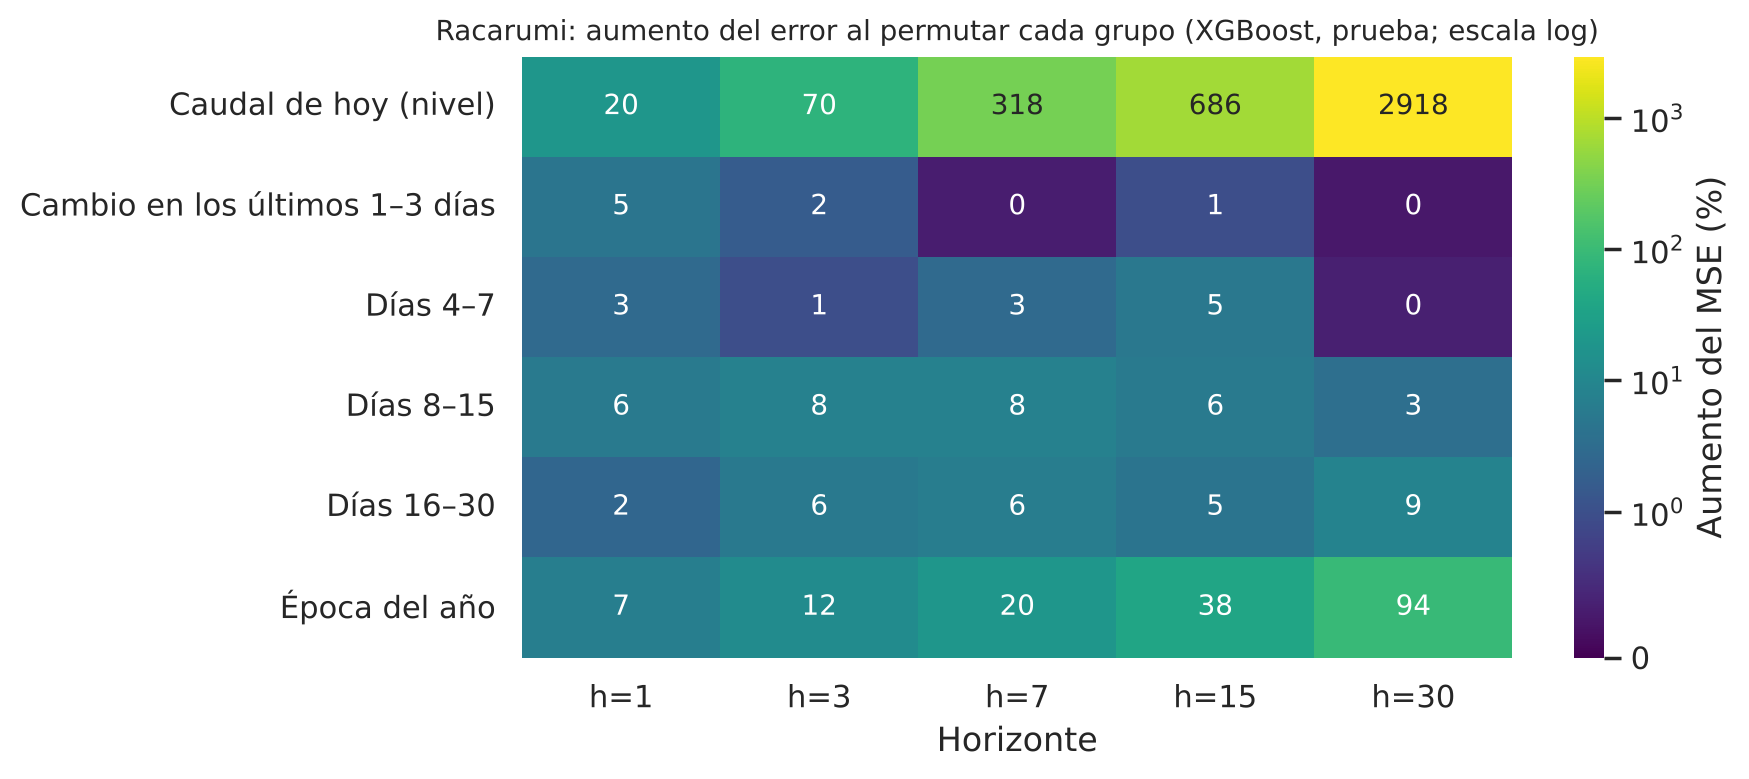 Racarumi: aumento del error al permutar cada grupo (XGBoost, prueba; escala log)
Caudal de hoy (nivel) 20 70 318 686 2918
Cambio en los últimos 1–3 días 5 2 0 1 0
Días 4–7 3 1 3 5 0
Días 8–15 6 8 8 6 3
Días 16–30 2 6 6 5 9
Época del año 7 12 20 38 94
h=1 h=3 h=7 h=15 h=30
Horizonte
10³
10²
10¹
10⁰
0
Aumento del MSE (%)